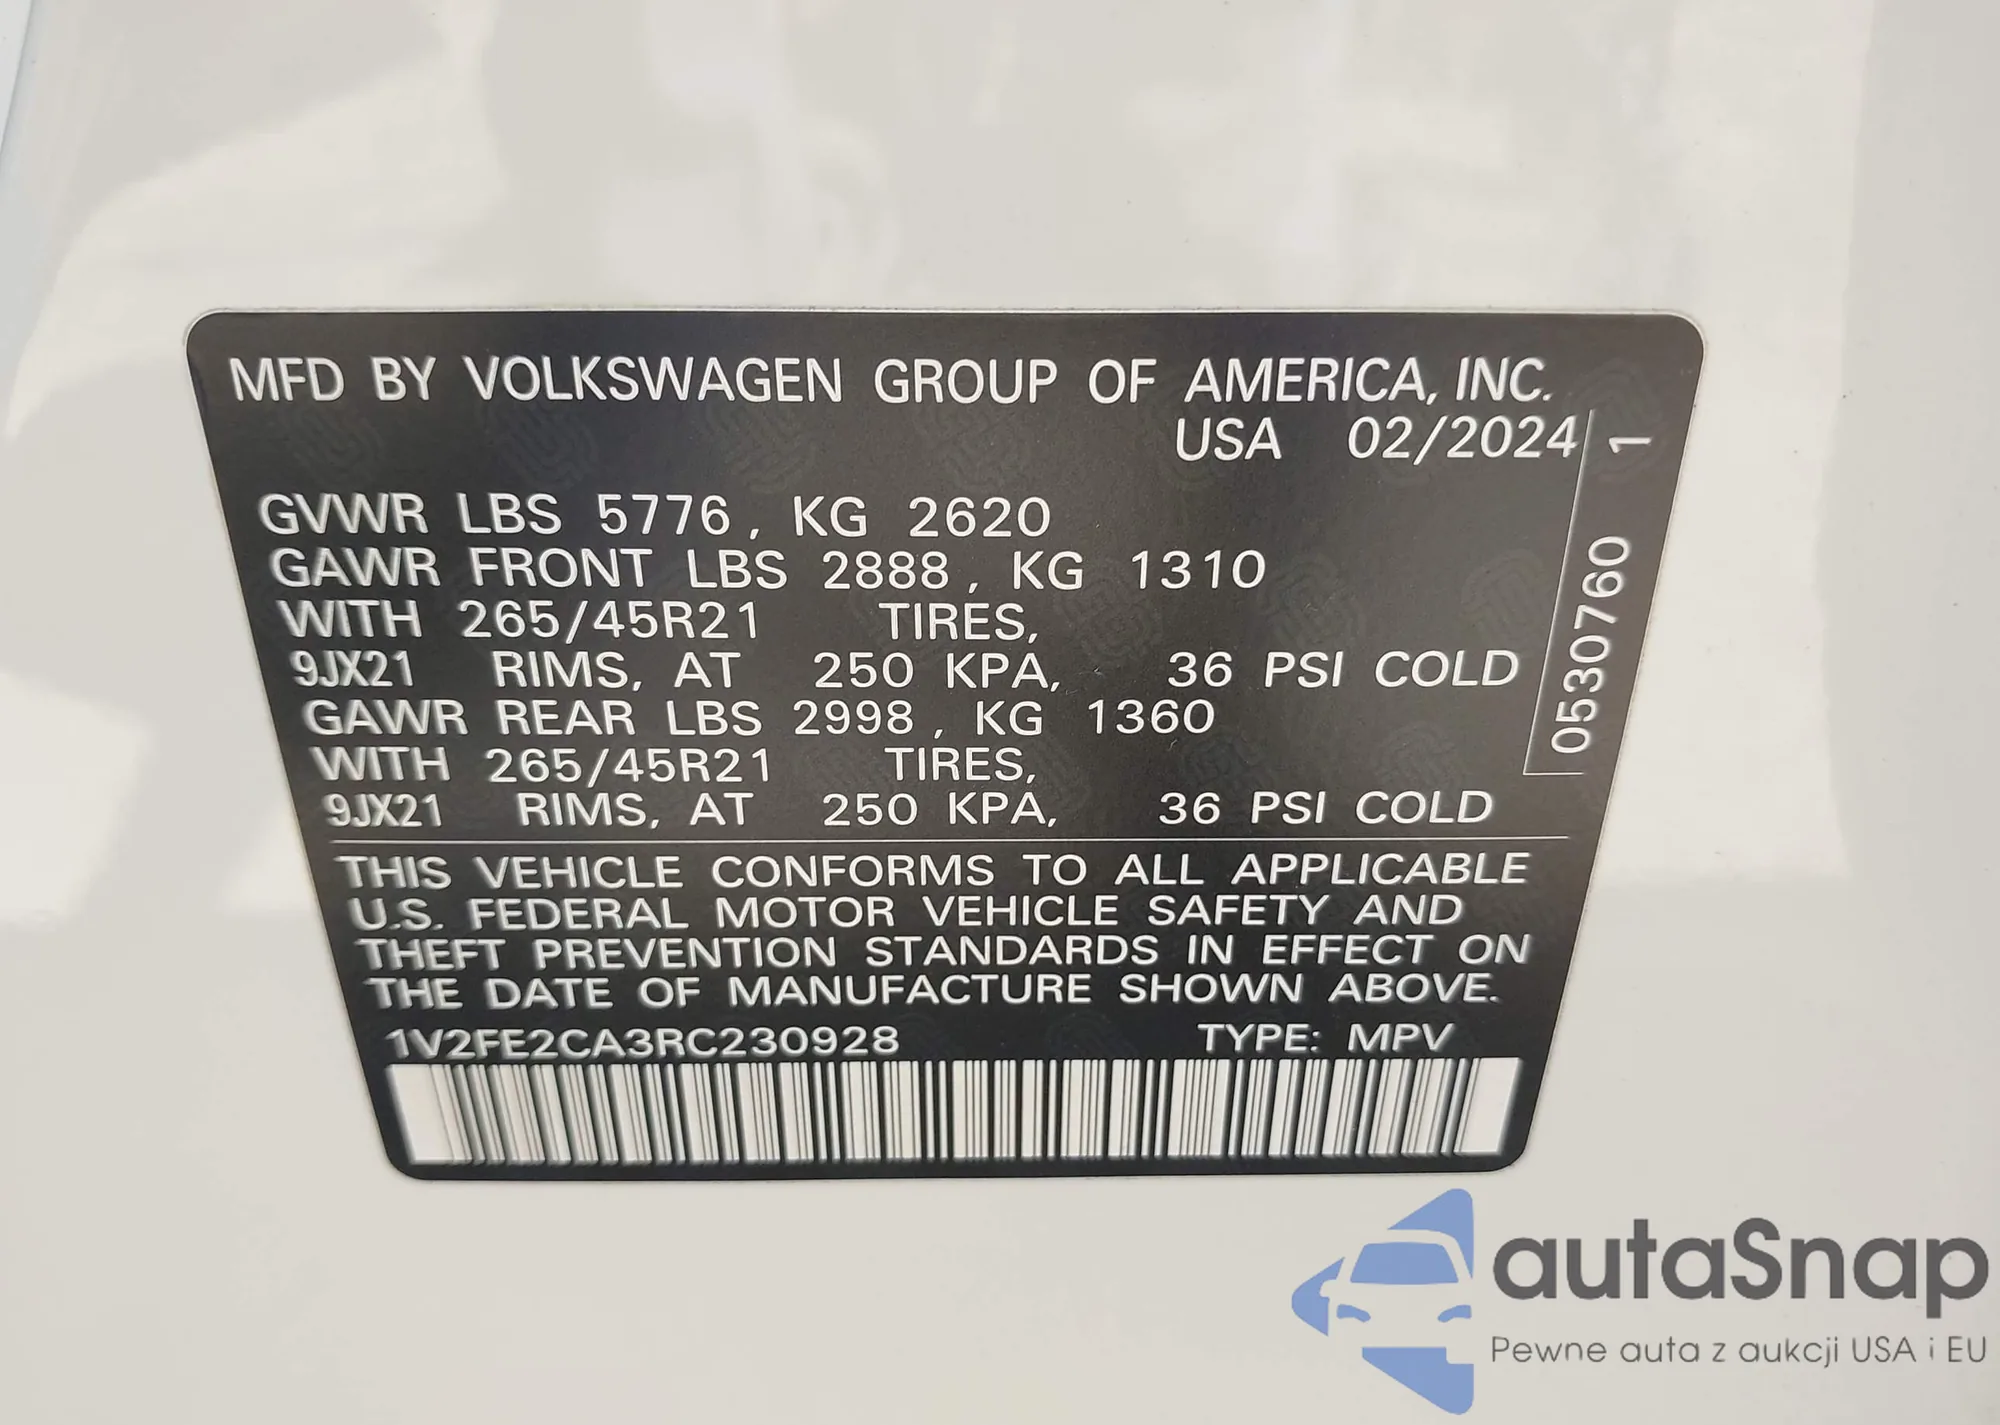 MFD BY VOLKSWAGEN GROUP OF AMERICA, INC.
USA 02/2024
GVWR LBS 5776, KG 2620
GAWR FRONT LBS 2888, KG 1310
WITH 265/45R21 TIRES,
9JX21 RIMS, AT 250 KPA, 36 PSI COLD
GAWR REAR LBS 2998, KG 1360
WITH 265/45R21 TIRES,
9JX21 RIMS, AT 250 KPA, 36 PSI COLD
0530760 1
THIS VEHICLE CONFORMS TO ALL APPLICABLE
U.S. FEDERAL MOTOR VEHICLE SAFETY AND
THEFT PREVENTION STANDARDS IN EFFECT ON
THE DATE OF MANUFACTURE SHOWN ABOVE.
1V2FE2CA3RC230928 TYPE: MPV
autaSnap
Pewne auta z aukcji USA i EU